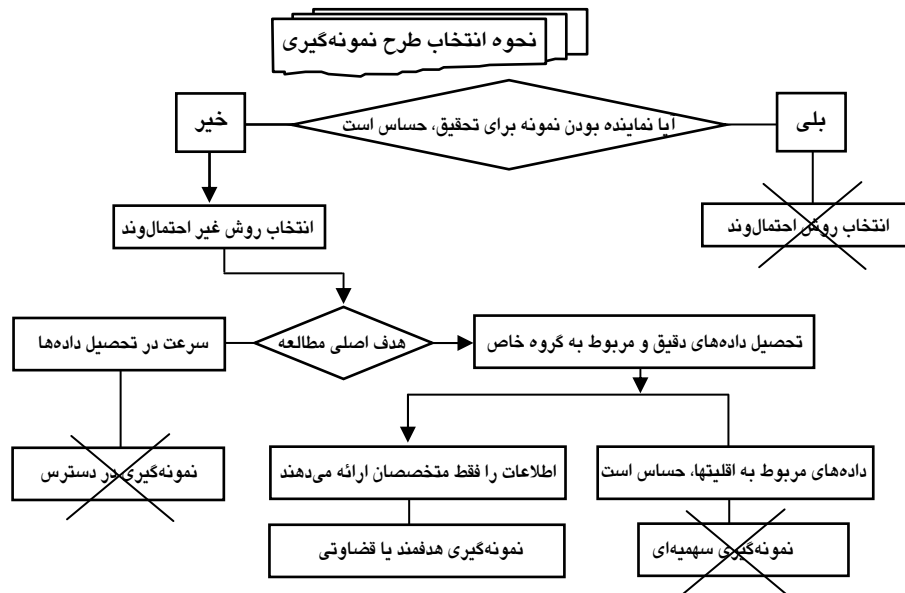 نحوه انتخاب طرح نمونه‌گیری
بلی
ایا نماینده بودن نمونه برای تحقیق، حساس است
خیر
انتخاب روش احتمال‌وند
انتخاب روش غیر احتمال‌وند
تحصیل داده‌های دقیق و مربوط به گروه خاص
هدف اصلی مطالعه
سرعت در تحصیل داده‌ها
داده‌های مربوط به اقلیتها، حساس است
اطلاعات را فقط متخصصان ارائه می‌دهند
نمونه‌گیری در دسترس
نمونه‌گیری سهمیه‌ای
نمونه‌گیری هدفمند یا قضاوتی